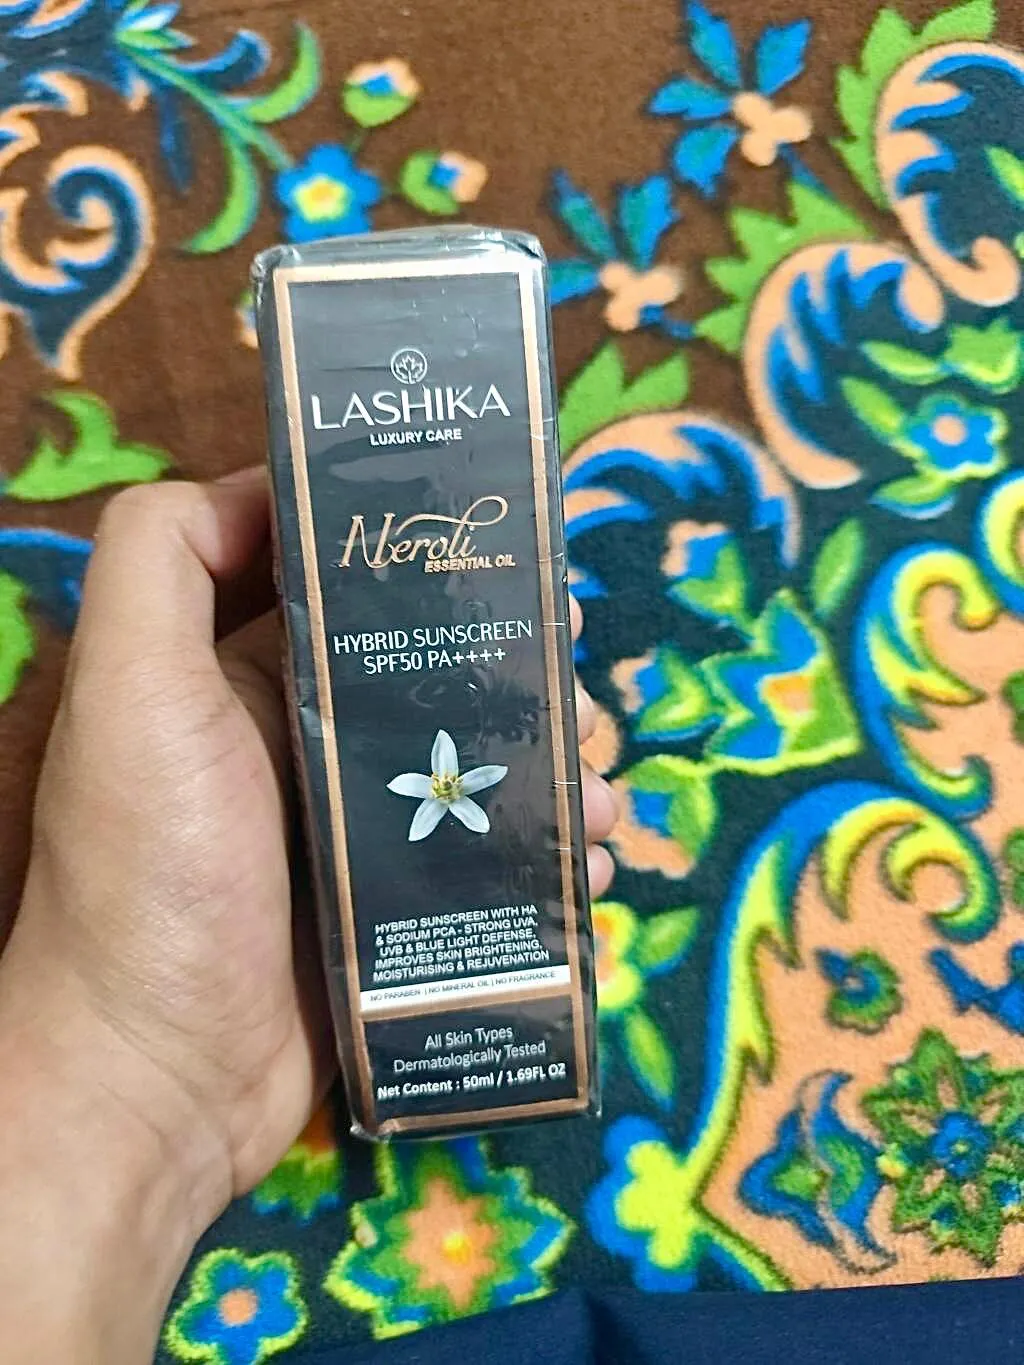 LASHIKA
LUXURY CARE
Neroli
ESSENTIAL OIL
HYBRID SUNSCREEN
SPF50 PA++++
HYBRID SUNSCREEN WITH HA
& SODIUM PCA - STRONG UVA,
UVB & BLUE LIGHT DEFENSE,
IMPROVES SKIN BRIGHTENING,
MOISTURISING & REJUVENATION
NO PARABEN | NO MINERAL OIL | NO FRAGRANCE
All Skin Types
Dermatologically Tested
Net Content : 50ml / 1.69FL OZ